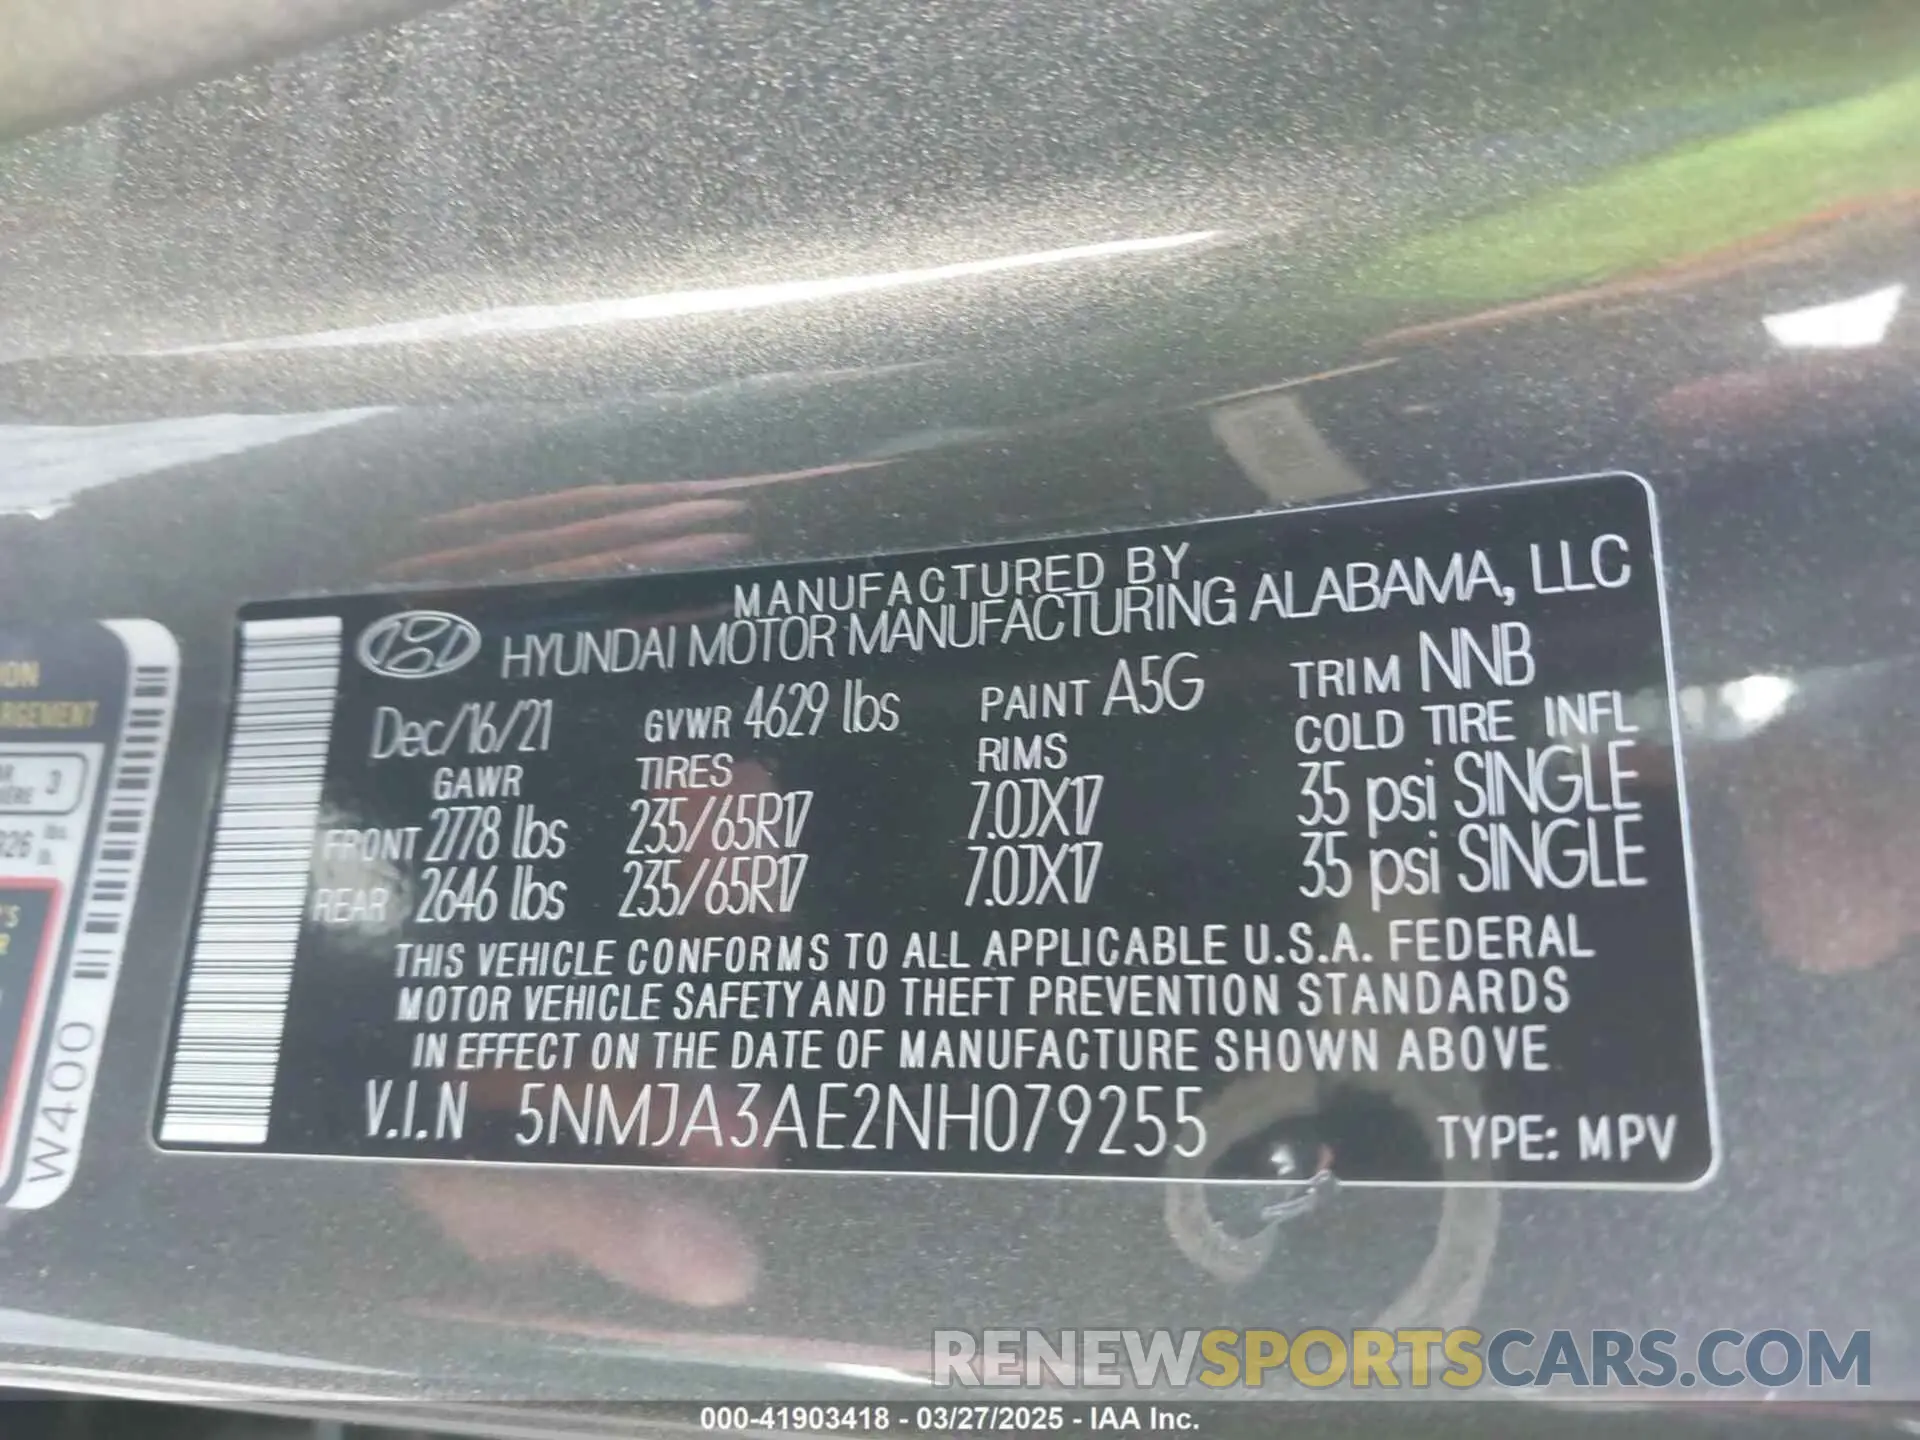 MANUFACTURED BY
HYUNDAI MOTOR MANUFACTURING ALABAMA, LLC
Dec/16/21 GVWR 4629 lbs PAINT A5G TRIM NNB
GAWR TIRES RIMS COLD TIRE INFL
FRONT 2778 lbs 235/65R17 7.0JX17 35 psi SINGLE
REAR 2646 lbs 235/65R17 7.0JX17 35 psi SINGLE
THIS VEHICLE CONFORMS TO ALL APPLICABLE U.S.A. FEDERAL
MOTOR VEHICLE SAFETY AND THEFT PREVENTION STANDARDS
IN EFFECT ON THE DATE OF MANUFACTURE SHOWN ABOVE
V.I.N 5NMJA3AE2NH079255 TYPE: MPV
3
W400
RENEWSPORTSCARS.COM
000-41903418 - 03/27/2025 - IAA Inc.